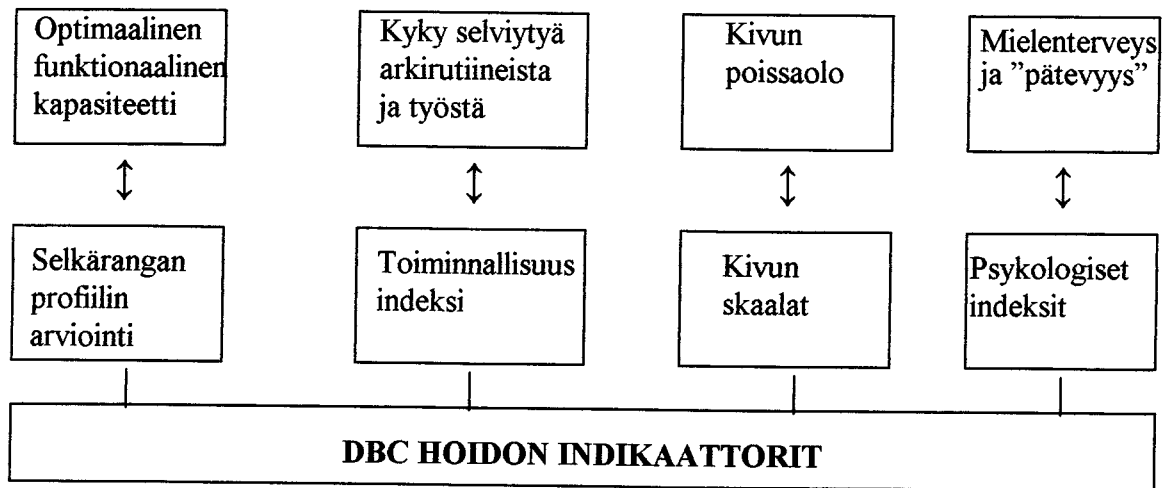 Optimaalinen
funktionaalinen
kapasiteetti
Kyky selviytyä
arkirutiineista
ja työstä
Kivun
poissaolo
Mielenterveys
ja ”pätevyys”
Selkärangan
profiilin
arviointi
Toiminnallisuus
indeksi
Kivun
skaalat
Psykologiset
indeksit
DBC HOIDON INDIKAATTORIT